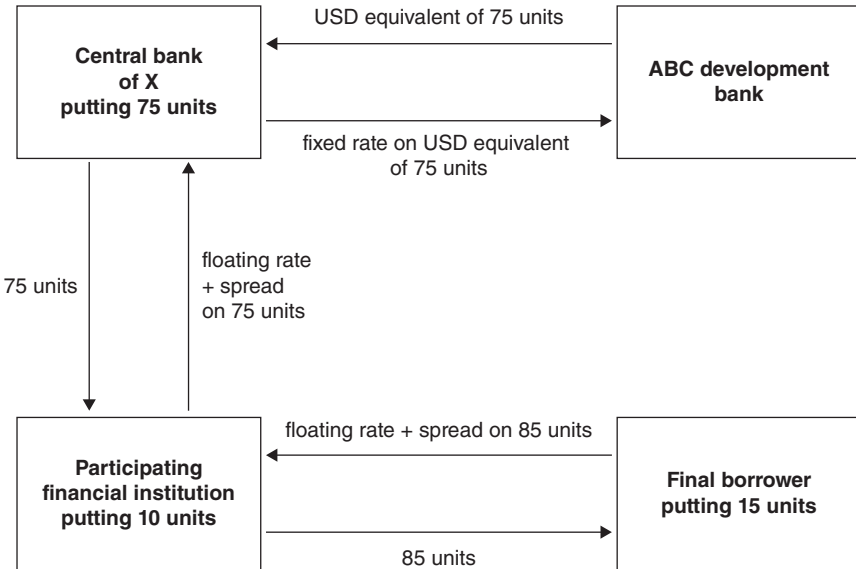 USD equivalent of 75 units
Central bank
of X
putting 75 units
ABC development
bank
fixed rate on USD equivalent
of 75 units
75 units
floating rate
+ spread
on 75 units
floating rate + spread on 85 units
Participating
financial institution
putting 10 units
Final borrower
putting 15 units
85 units